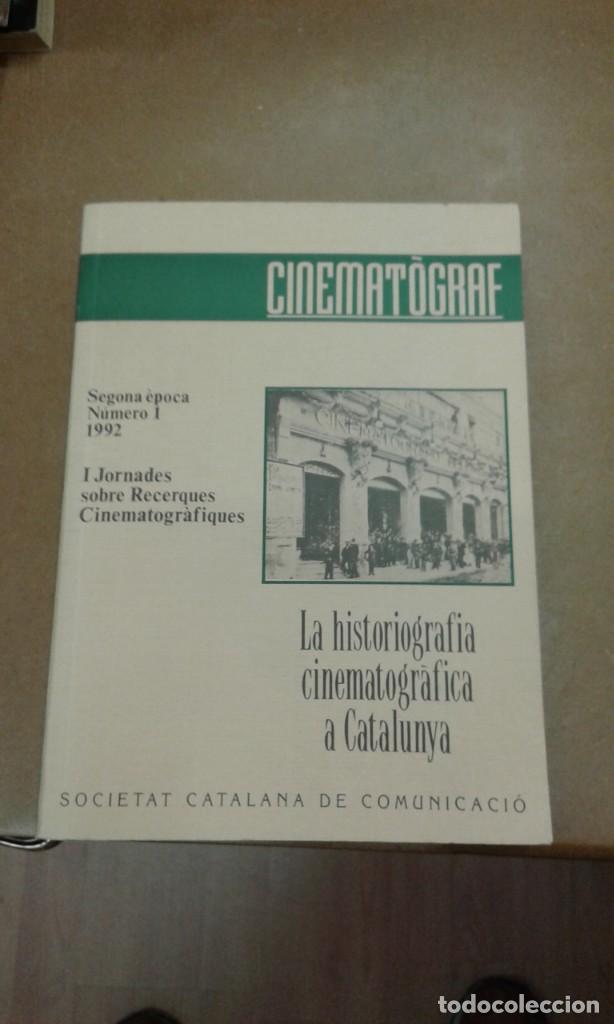 CINEMATÒGRAF
Segona època
Número 1
1992
I Jornades
sobre Recerques
Cinematogràfiques
CINEMATOGR
La historiografia
cinematogràfica
a Catalunya
SOCIETAT CATALANA DE COMUNICACIÓ
todocoleccion